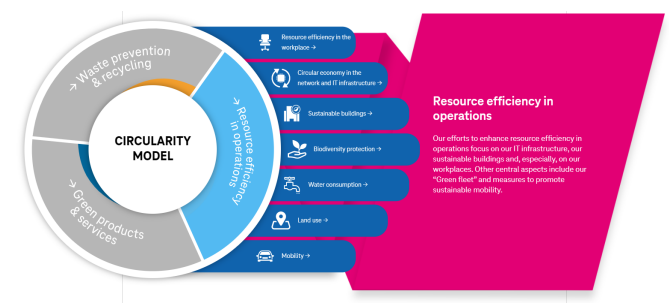 → Waste prevention
& recycling
CIRCULARITY
MODEL
→ Resource efficiency
in operations
→ Green products
& services
Resource efficiency in the
workplace →
Circular economy in the
network and IT infrastructure →
Sustainable buildings →
Biodiversity protection →
Water consumption →
Land use →
Mobility →
Resource efficiency in
operations
Our efforts to enhance resource efficiency in
operations focus on our IT infrastructure, our
sustainable buildings and, especially, on our
workplaces. Other central aspects include our
"Green fleet" and measures to promote
sustainable mobility.